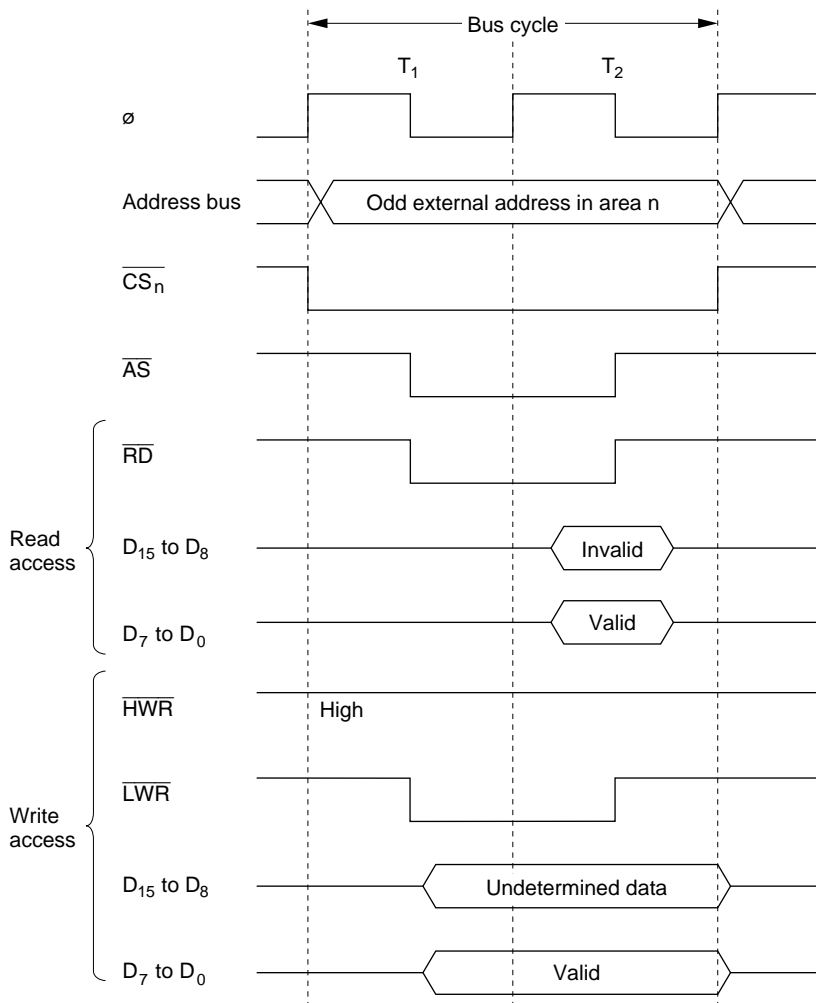 Bus cycle
T1 T2
ø
Address bus Odd external address in area n
CSn
AS
RD
Read access
D15 to D8 Invalid
D7 to D0 Valid
HWR High
LWR
Write access
D15 to D8 Undetermined data
D7 to D0 Valid